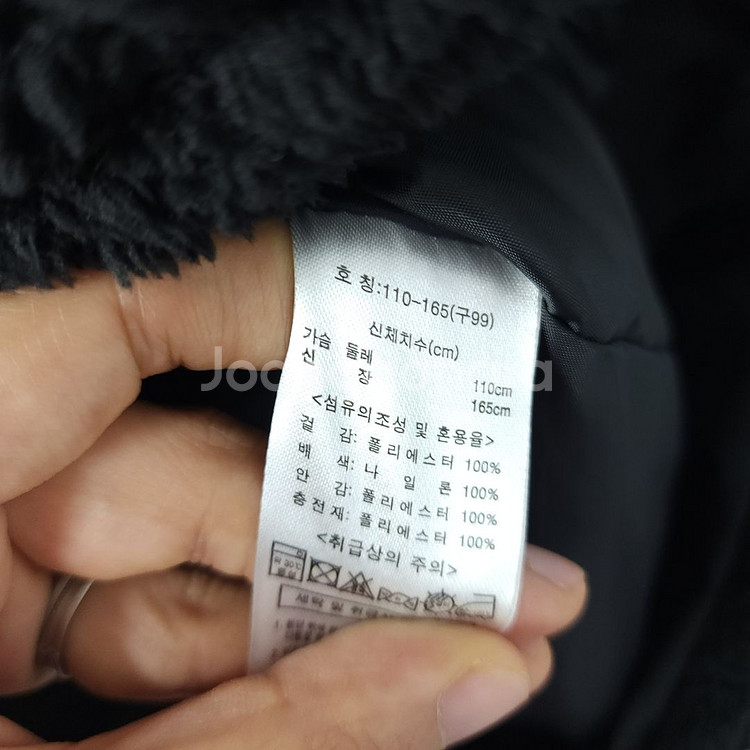 호 칭:110-165(구99)
신체치수(cm)
가슴 둘레 110cm
신 장 165cm
<섬유의조성 및 혼용율>
겉 감: 폴리에스터 100%
배 색: 나 일 론 100%
안 감: 폴리에스터 100%
충전재: 폴리에스터 100%
<취급상의 주의>